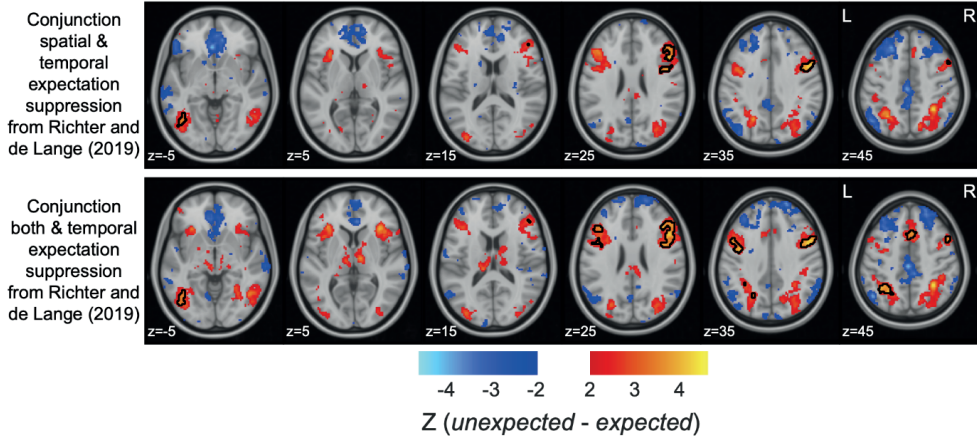 Conjunction
spatial &
temporal
expectation
suppression
from Richter and
de Lange (2019)
L R
z=-5 z=5 z=15 z=25 z=35 z=45
Conjunction
both & temporal
expectation
suppression
from Richter and
de Lange (2019)
L R
z=-5 z=5 z=15 z=25 z=35 z=45
-4 -3 -2 2 3 4
Z (unexpected - expected)